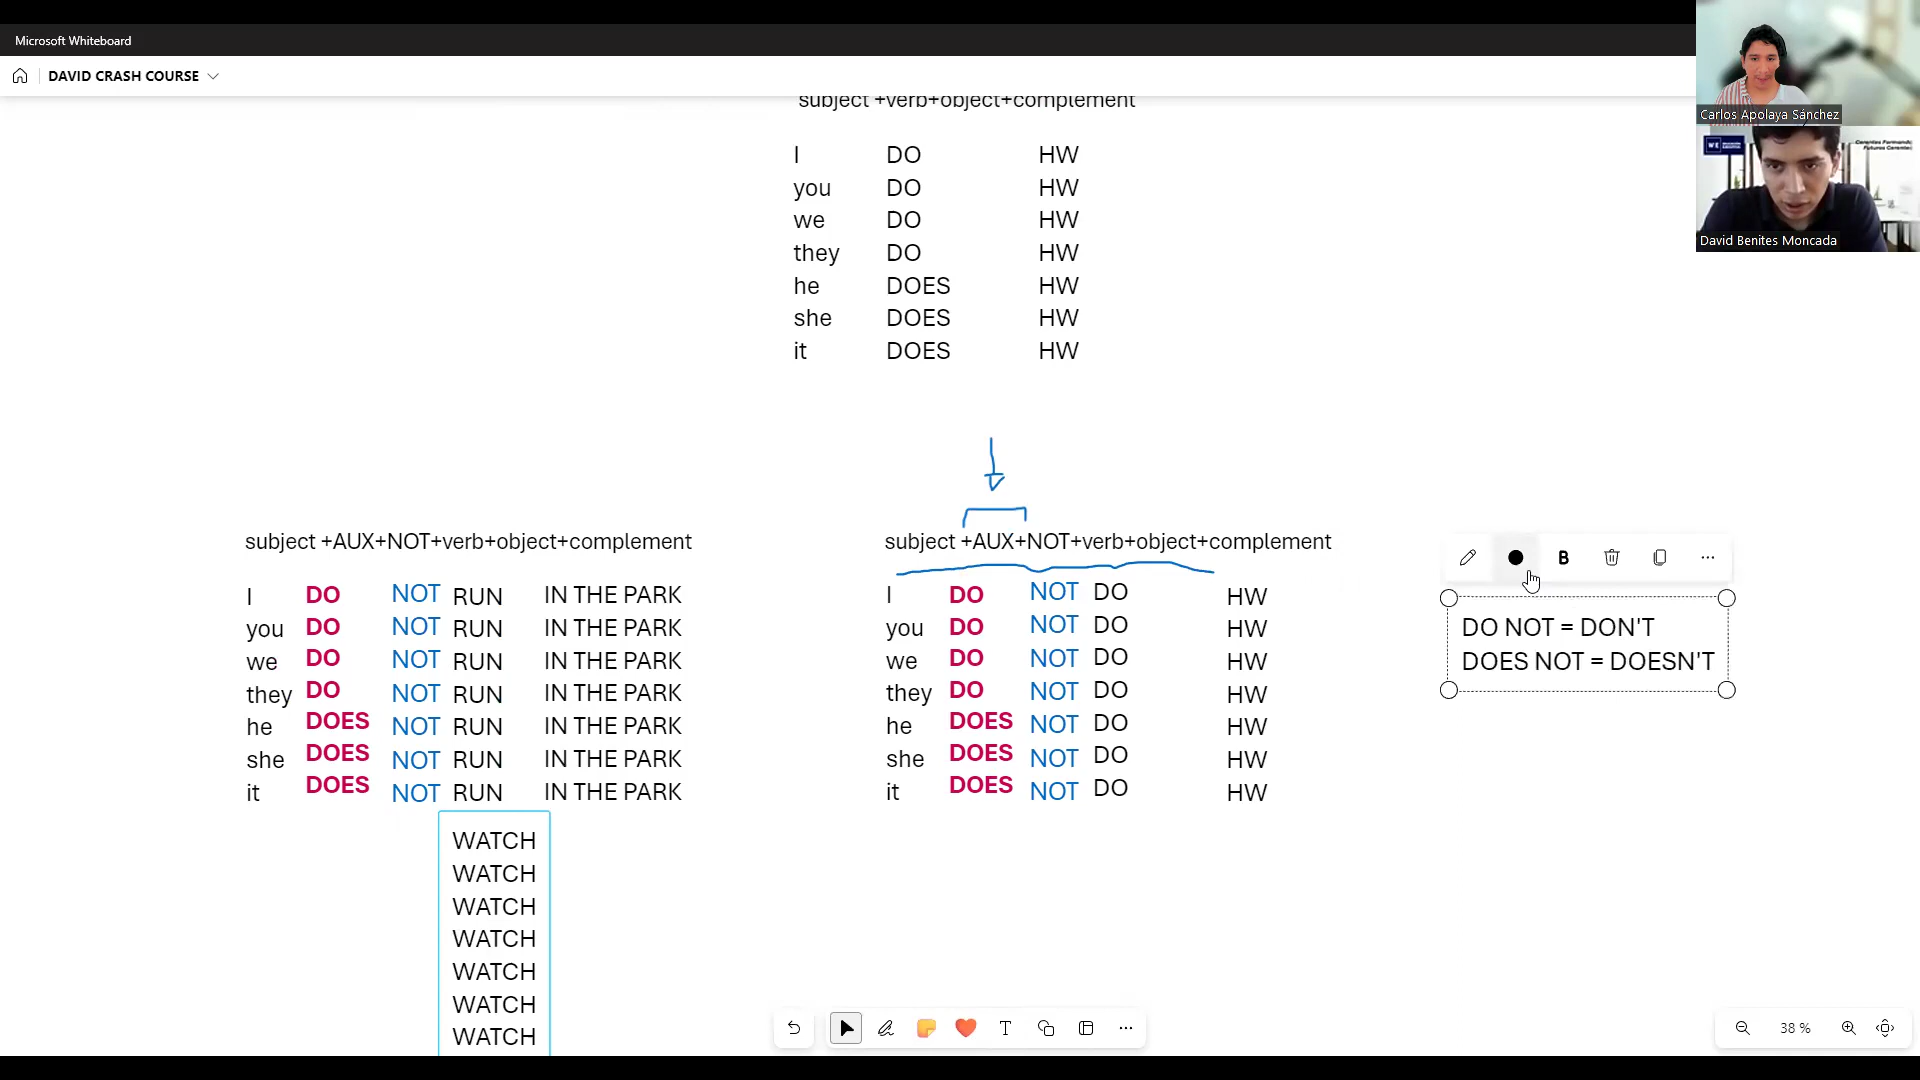 Microsoft Whiteboard
DAVID CRASH COURSE
Carlos Apolaya Sánchez
David Benites Moncada
subject +verb+object+complement
I DO HW
you DO HW
we DO HW
they DO HW
he DOES HW
she DOES HW
it DOES HW
subject +AUX+NOT+verb+object+complement
I DO NOT RUN IN THE PARK
you DO NOT RUN IN THE PARK
we DO NOT RUN IN THE PARK
they DO NOT RUN IN THE PARK
he DOES NOT RUN IN THE PARK
she DOES NOT RUN IN THE PARK
it DOES NOT RUN IN THE PARK
WATCH
WATCH
WATCH
WATCH
WATCH
WATCH
WATCH
subject +AUX+NOT+verb+object+complement
I DO NOT DO HW
you DO NOT DO HW
we DO NOT DO HW
they DO NOT DO HW
he DOES NOT DO HW
she DOES NOT DO HW
it DOES NOT DO HW
B
DO NOT = DON'T
DOES NOT = DOESN'T
38 %